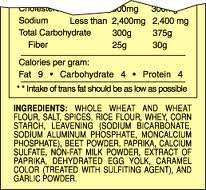 Cholesterol 300mg 300mg
Sodium Less than 2,400mg 2,400 mg
Total Carbohydrate 300g 375g
Fiber 25g 30g
Calories per gram:
Fat 9 • Carbohydrate 4 • Protein 4
** Intake of trans fat should be as low as possible
INGREDIENTS: WHOLE WHEAT AND WHEAT
FLOUR, SALT, SPICES, RICE FLOUR, WHEY, CORN
STARCH, LEAVENING (SODIUM BICARBONATE,
SODIUM ALUMINUM PHOSPHATE, MONCALCIUM
PHOSPHATE), BEET POWDER, PAPRIKA, CALCIUM
SULFATE, NON-FAT MILK POWDER, EXTRACT OF
PAPRIKA, DEHYDRATED EGG YOLK, CARAMEL
COLOR (TREATED WITH SULFITING AGENT), AND
GARLIC POWDER.